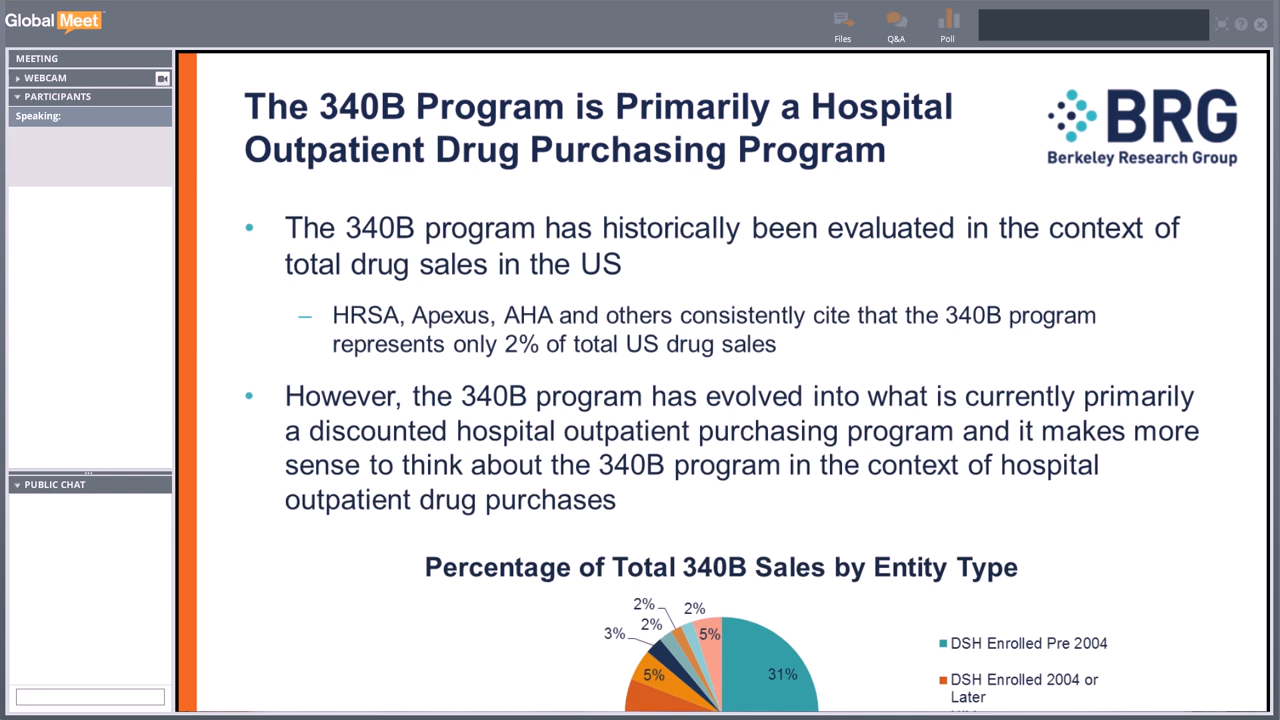 Global Meet
Files
Q&A
Poll
MEETING
WEBCAM
PARTICIPANTS
Speaking:
PUBLIC CHAT
The 340B Program is Primarily a Hospital
Outpatient Drug Purchasing Program
BRG
Berkeley Research Group
• The 340B program has historically been evaluated in the context of
total drug sales in the US
– HRSA, Apexus, AHA and others consistently cite that the 340B program
represents only 2% of total US drug sales
• However, the 340B program has evolved into what is currently primarily
a discounted hospital outpatient purchasing program and it makes more
sense to think about the 340B program in the context of hospital
outpatient drug purchases
Percentage of Total 340B Sales by Entity Type
2%
2%
2%
3%
5%
5%
31%
DSH Enrolled Pre 2004
DSH Enrolled 2004 or
Later